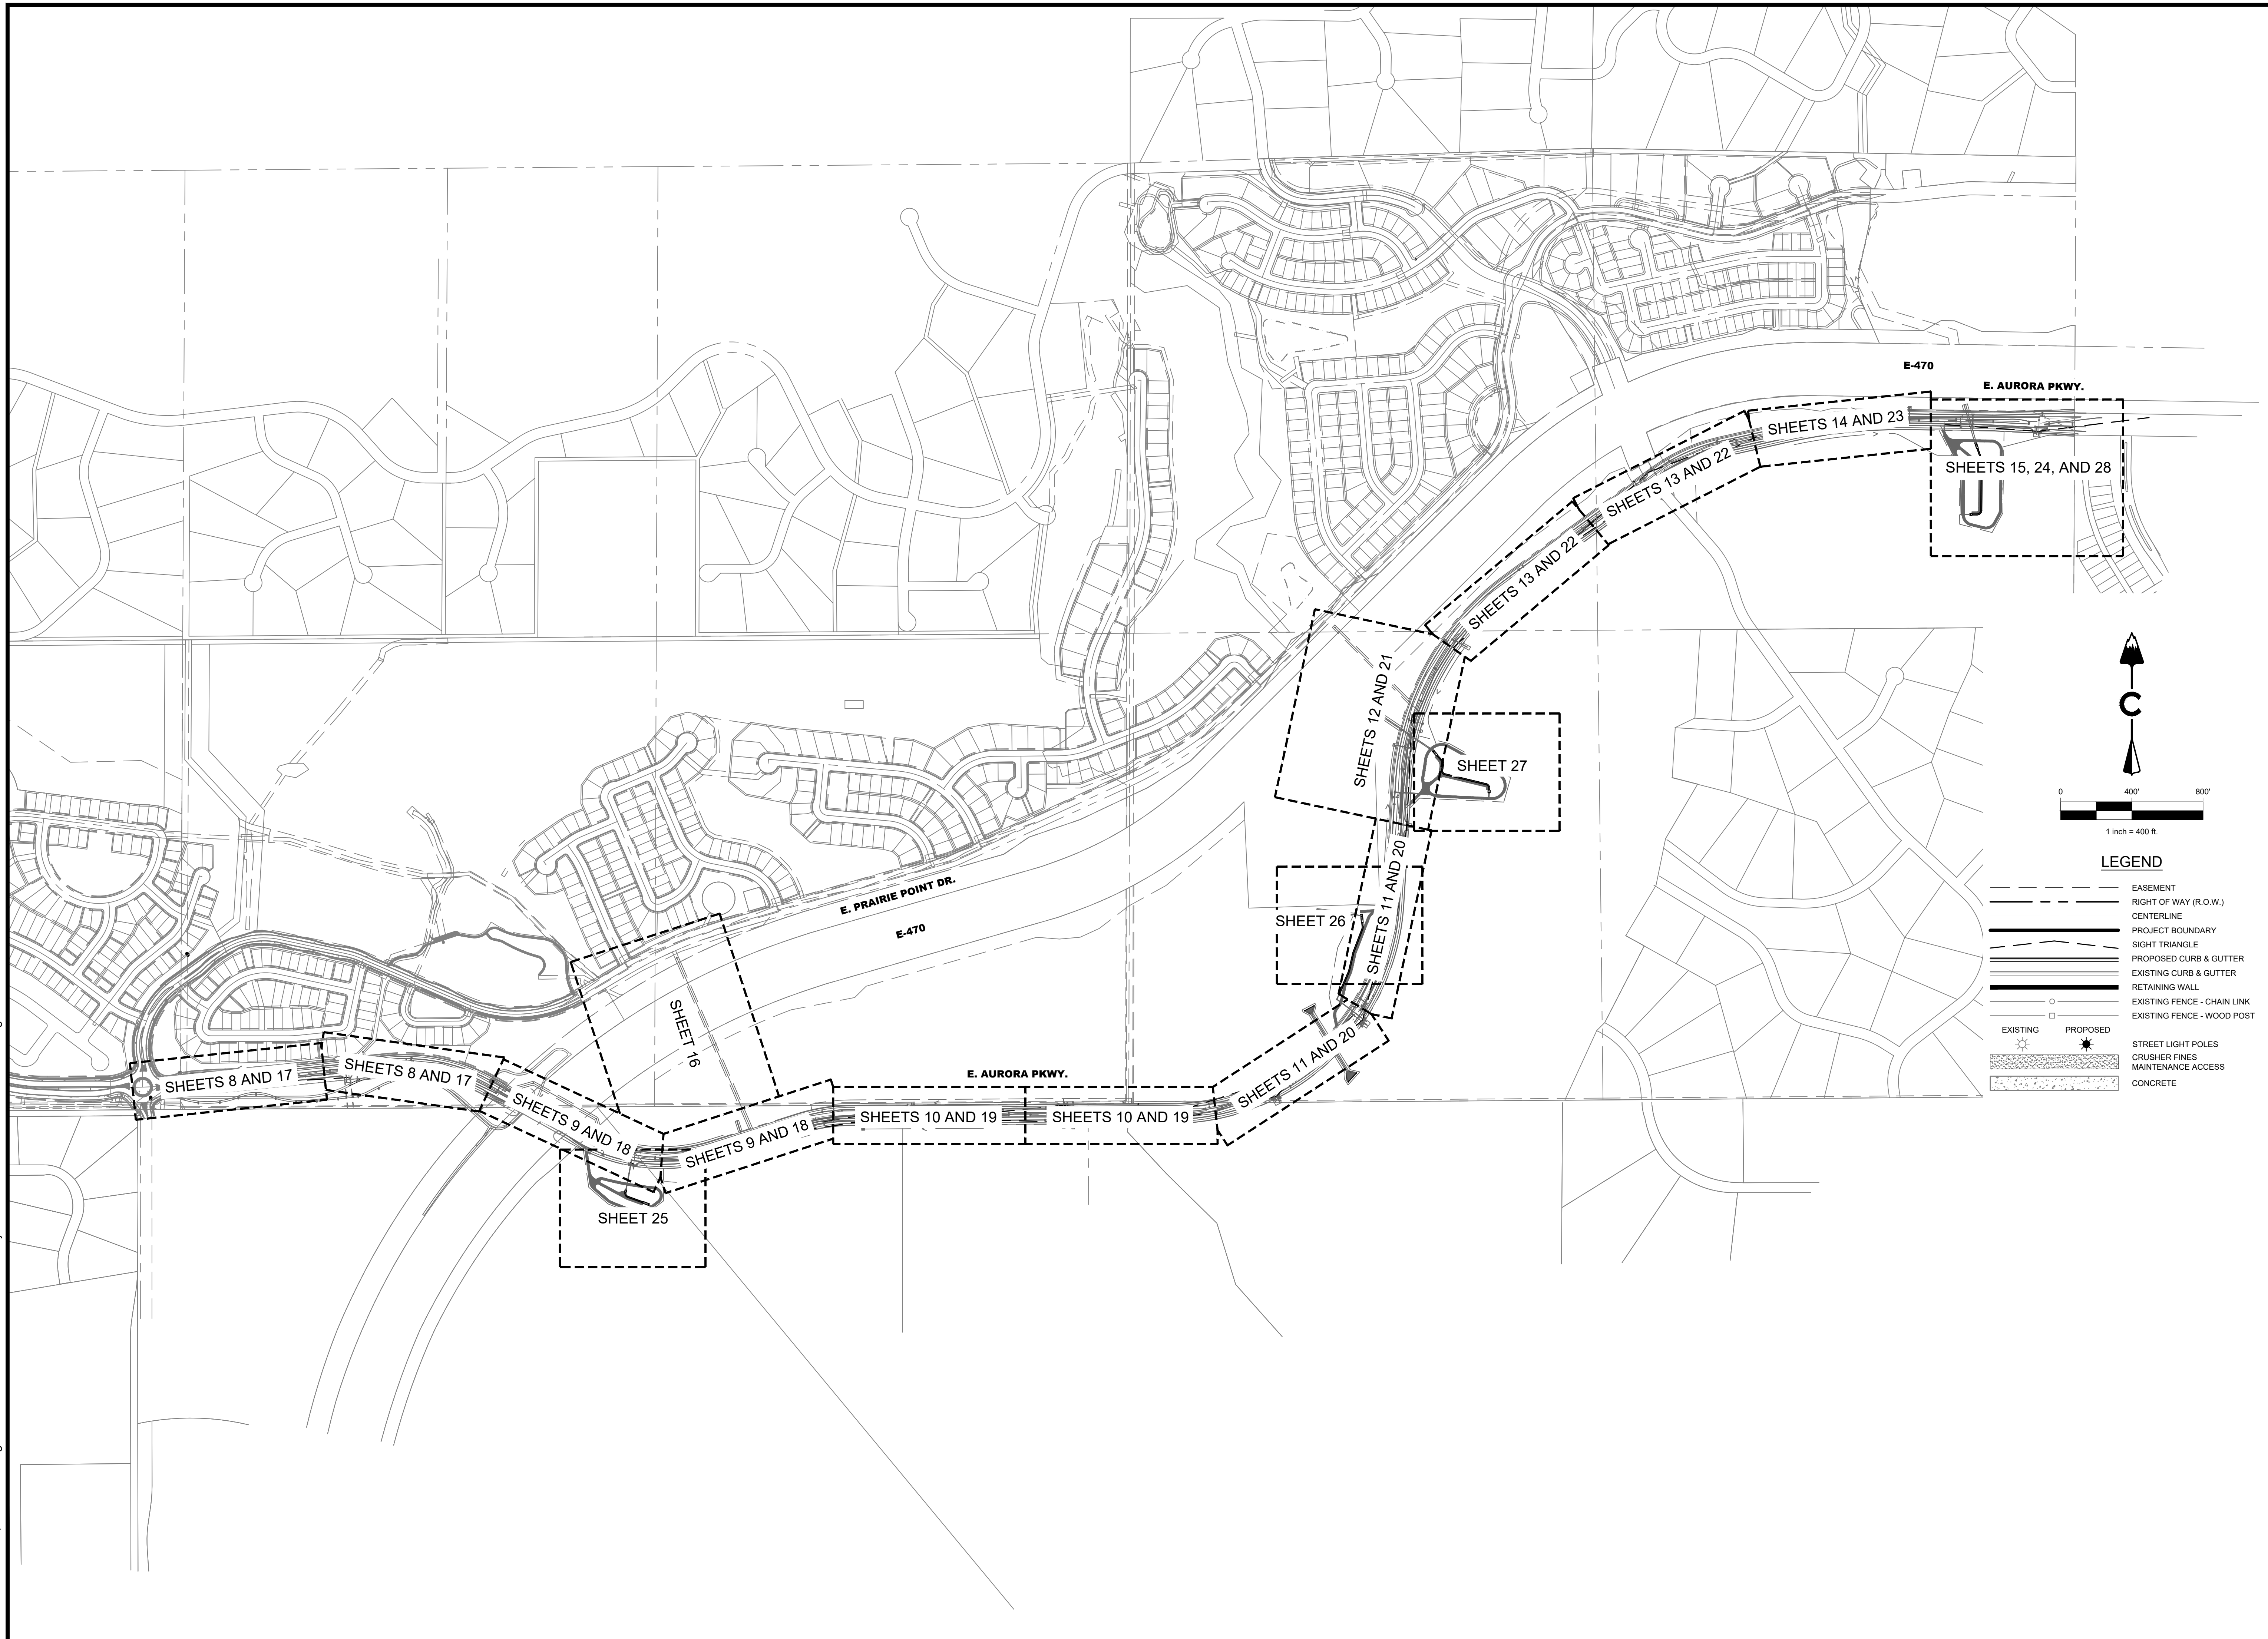 E-470
E. AURORA PKWY.
SHEETS 14 AND 23
SHEETS 13 AND 22
SHEETS 15, 24, AND 28
SHEETS 13 AND 22
SHEETS 12 AND 21
SHEET 27
SHEETS 11 AND 20
SHEET 26
E. PRAIRIE POINT DR.
E-470
SHEET 16
SHEETS 11 AND 20
E. AURORA PKWY.
SHEETS 8 AND 17
SHEETS 8 AND 17
SHEETS 9 AND 18
SHEETS 9 AND 18
SHEETS 10 AND 19
SHEETS 10 AND 19
SHEET 25
C
0 400' 800'
1 inch = 400 ft.
LEGEND
EASEMENT
RIGHT OF WAY (R.O.W.)
CENTERLINE
PROJECT BOUNDARY
SIGHT TRIANGLE
PROPOSED CURB & GUTTER
EXISTING CURB & GUTTER
RETAINING WALL
EXISTING FENCE - CHAIN LINK
EXISTING FENCE - WOOD POST
EXISTING PROPOSED
STREET LIGHT POLES
CRUSHER FINES
MAINTENANCE ACCESS
CONCRETE